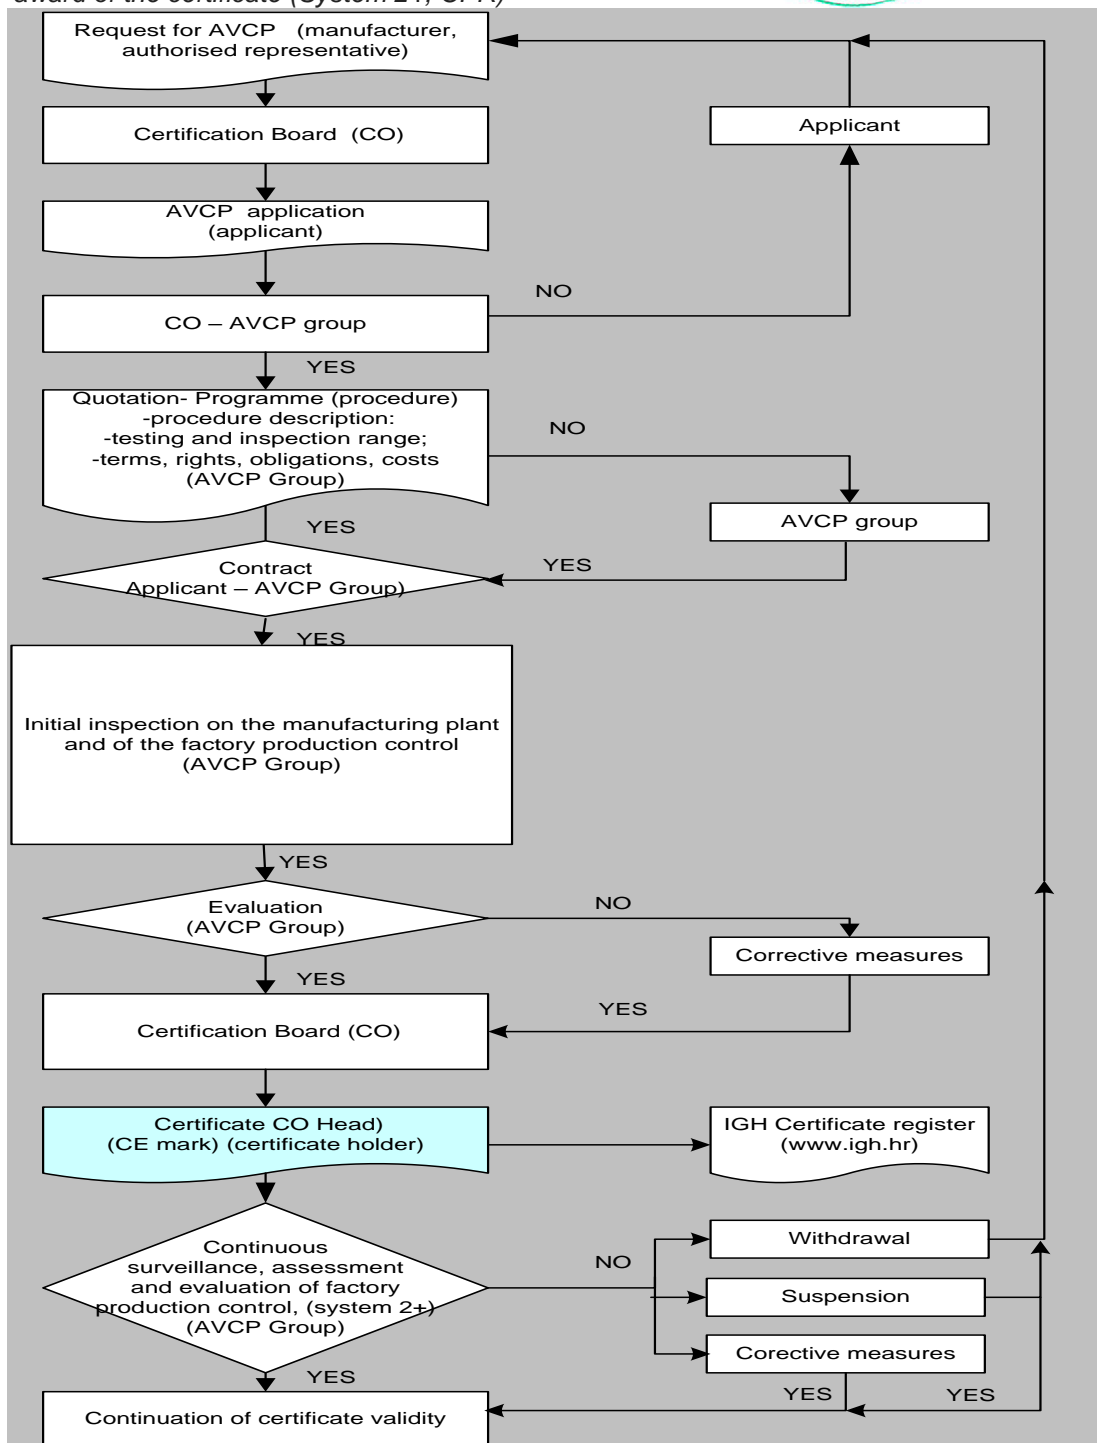 award of the certificate (System 2+, CPR)
Request for AVCP (manufacturer,
authorised representative)
Certification Board (CO)
Applicant
AVCP application
(applicant)
NO
CO – AVCP group
YES
Quotation- Programme (procedure)
-procedure description:
-testing and inspection range;
-terms, rights, obligations, costs
(AVCP Group)
NO
AVCP group
YES
Contract
Applicant – AVCP Group)
YES
YES
Initial inspection on the manufacturing plant
and of the factory production control
(AVCP Group)
YES
Evaluation
(AVCP Group)
NO
Corrective measures
YES
YES
Certification Board (CO)
Certificate CO Head)
(CE mark) (certificate holder)
IGH Certificate register
(www.igh.hr)
Continuous
surveillance, assessment
and evaluation of factory
production control, (system 2+)
(AVCP Group)
NO
Withdrawal
Suspension
Corective measures
YES
YES
YES
Continuation of certificate validity